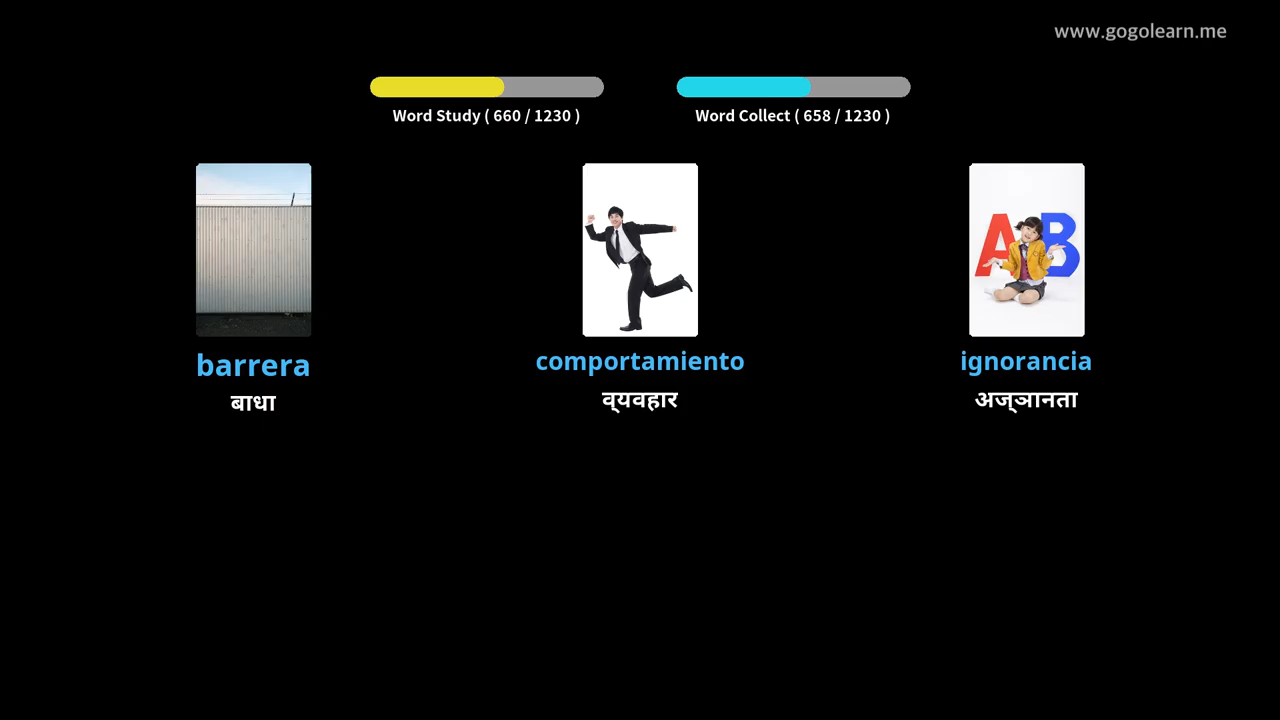 www.gogolearn.me
Word Study ( 660 / 1230 )
Word Collect ( 658 / 1230 )
barrera
comportamiento
ignorancia
बाधा
व्यवहार
अज्ञानता
A B